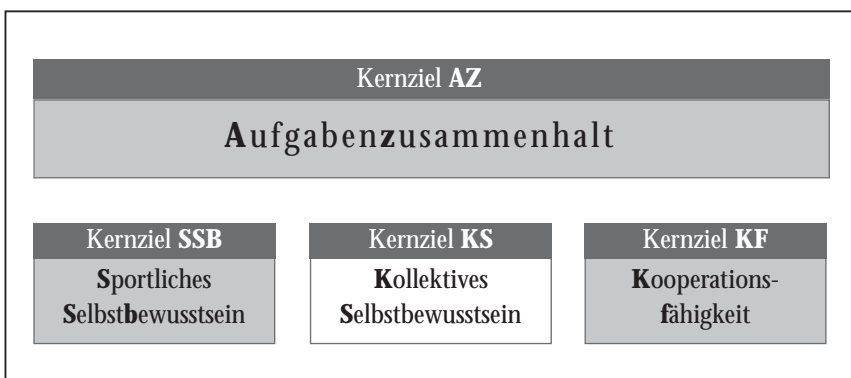 Kernziel AZ
Aufgabenzusammenhalt
Kernziel SSB
Sportliches
Selbstbewusstsein
Kernziel KS
Kollektives
Selbstbewusstsein
Kernziel KF
Kooperations-
fähigkeit